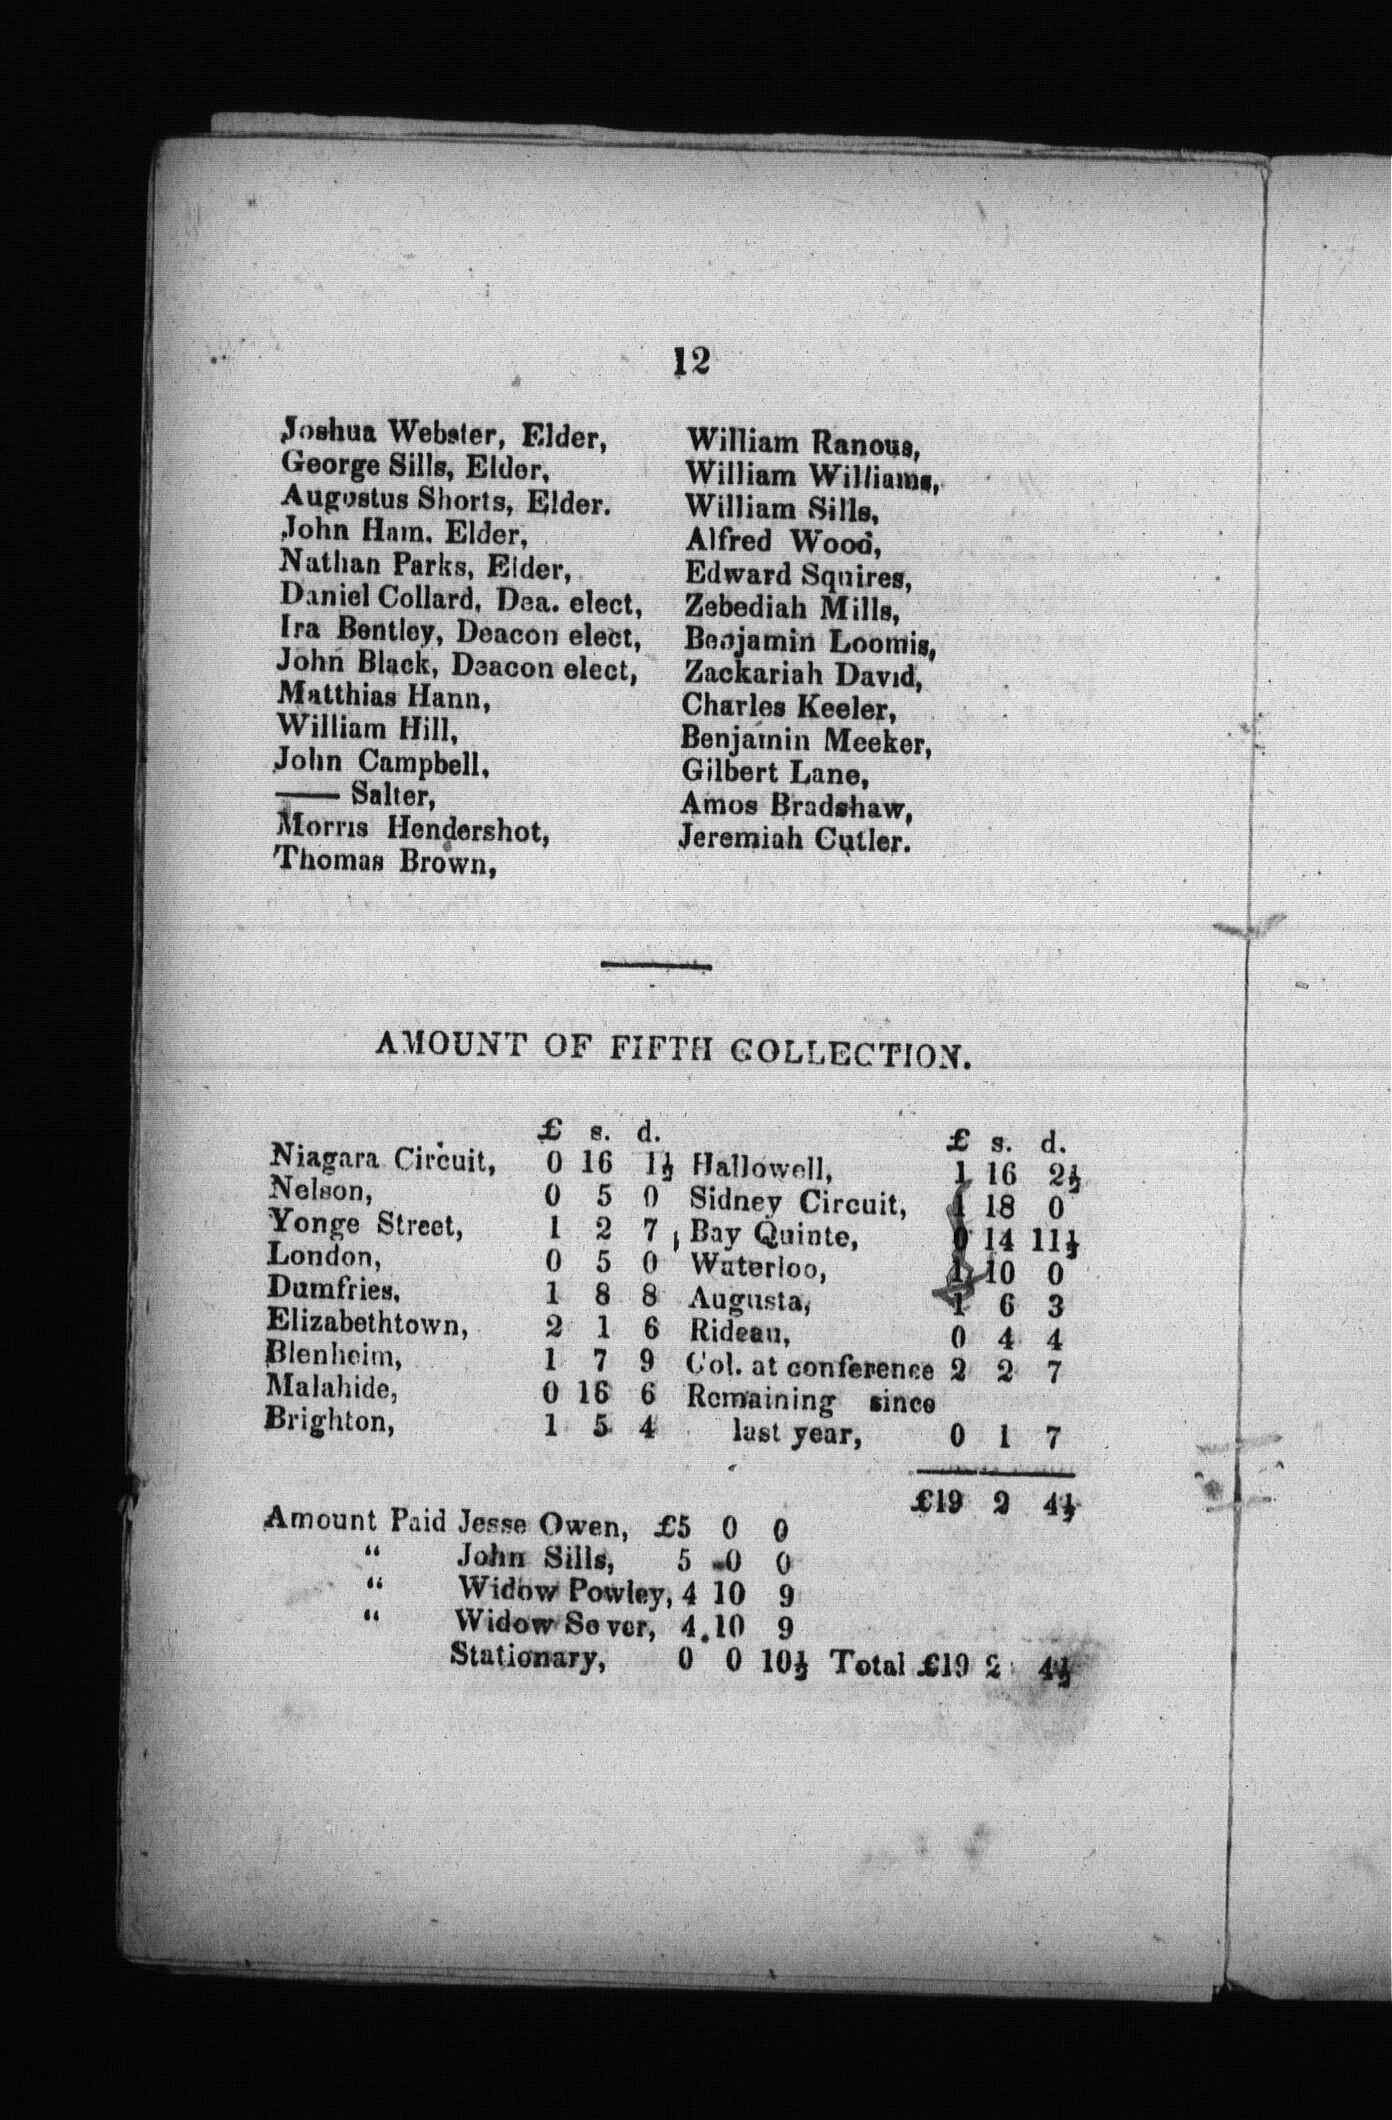 12
Joshua Webster, Elder,
George Sills, Elder,
Augustus Shorts, Elder.
John Ham, Elder,
Nathan Parks, Elder,
Daniel Collard, Dea. elect,
Ira Bentley, Deacon elect,
John Black, Deacon elect,
Matthias Hann,
William Hill,
John Campbell,
—— Salter,
Morris Hendershot,
Thomas Brown,
William Ranous,
William Williams,
William Sills,
Alfred Wood,
Edward Squires,
Zebediah Mills,
Benjamin Loomis,
Zackariah David,
Charles Keeler,
Benjamin Meeker,
Gilbert Lane,
Amos Bradshaw,
Jeremiah Cutler.
AMOUNT OF FIFTH COLLECTION.
£ s. d.
Niagara Circuit, 0 16 1½
Nelson, 0 5 0
Yonge Street, 1 2 7
London, 0 5 0
Dumfries, 1 8 8
Elizabethtown, 2 1 6
Blenheim, 1 7 9
Malahide, 0 16 6
Brighton, 1 5 4
£ s. d.
Hallowell, 1 16 2½
Sidney Circuit, 1 18 0
Bay Quinte, 0 14 11½
Waterloo, 1 10 0
Augusta, 1 6 3
Rideau, 0 4 4
Col. at conference 2 2 7
Remaining since
last year, 0 1 7
£19 2 4½
Amount Paid Jesse Owen, £5 0 0
“ John Sills, 5 0 0
“ Widow Powley, 4 10 9
“ Widow Sover, 4.10 9
Stationary, 0 0 10½ Total £19 2 4½